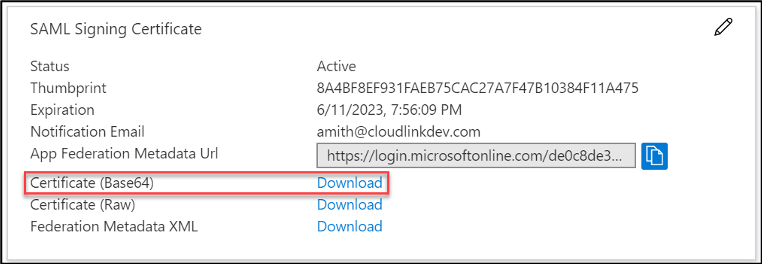 SAML Signing Certificate
Status Active
Thumbprint 8A4BF8EF931FAEB75CAC27A7F47B10384F11A475
Expiration 6/11/2023, 7:56:09 PM
Notification Email amith@cloudlinkdev.com
App Federation Metadata Url https://login.microsoftonline.com/de0c8de3...
Certificate (Base64) Download
Certificate (Raw) Download
Federation Metadata XML Download